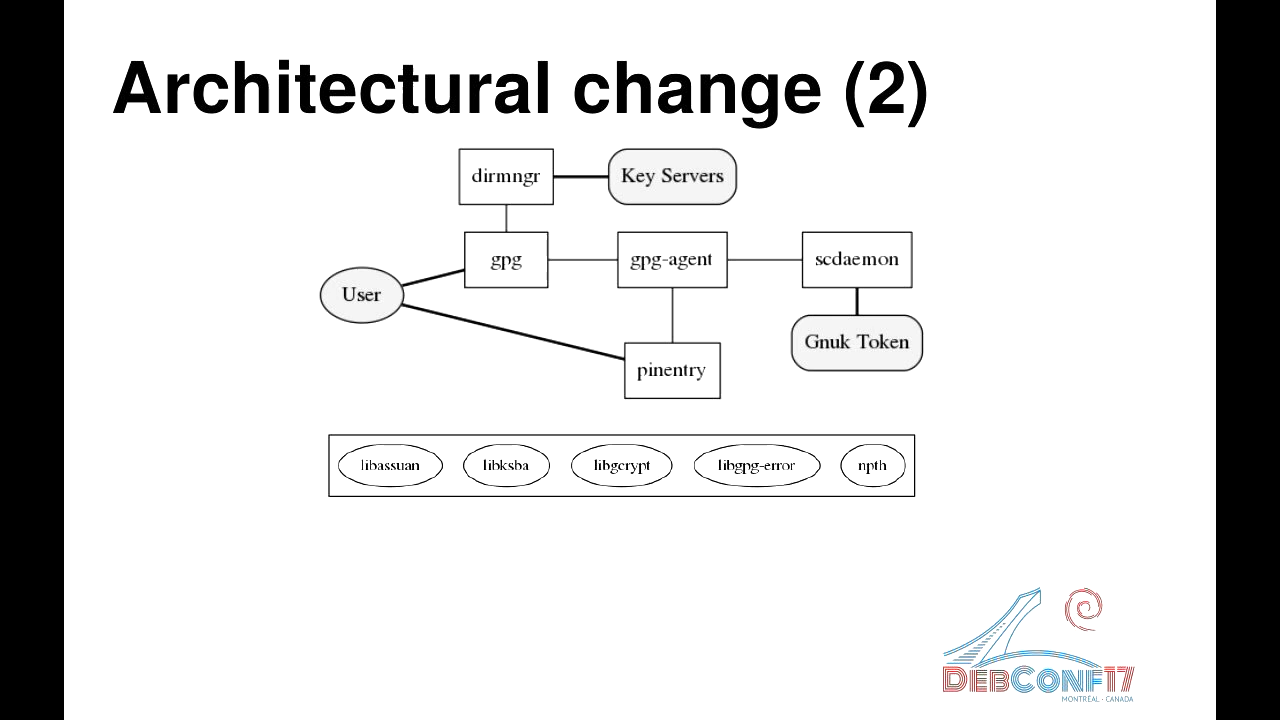 Architectural change (2)
dirmngr
Key Servers
gpg
gpg-agent
scdaemon
User
Gnuk Token
pinentry
libassuan
libksba
libgcrypt
libgpg-error
npth
DEBCONF17
MONTRÉAL - CANADA